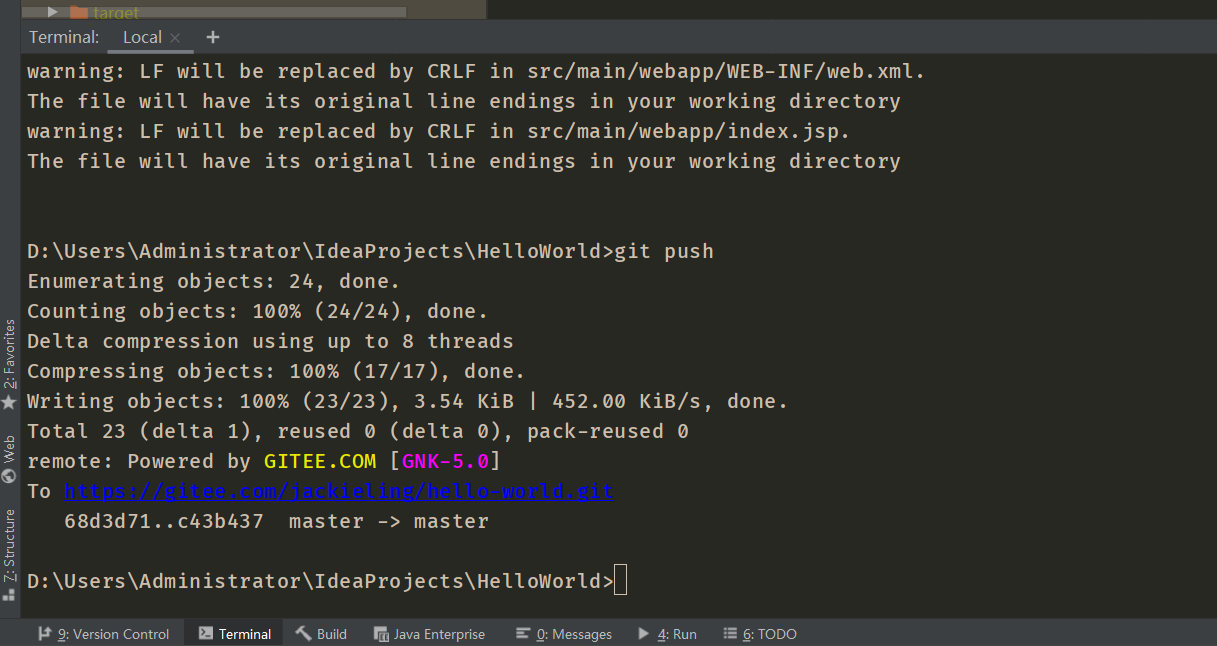 target
Terminal: Local × +
warning: LF will be replaced by CRLF in src/main/webapp/WEB-INF/web.xml.
The file will have its original line endings in your working directory
warning: LF will be replaced by CRLF in src/main/webapp/index.jsp.
The file will have its original line endings in your working directory
D:\Users\Administrator\IdeaProjects\HelloWorld>git push
Enumerating objects: 24, done.
Counting objects: 100% (24/24), done.
Delta compression using up to 8 threads
Compressing objects: 100% (17/17), done.
Writing objects: 100% (23/23), 3.54 KiB | 452.00 KiB/s, done.
Total 23 (delta 1), reused 0 (delta 0), pack-reused 0
remote: Powered by GITEE.COM [GNK-5.0]
To https://gitee.com/jackieling/hello-world.git
68d3d71..c43b437  master -> master
D:\Users\Administrator\IdeaProjects\HelloWorld>
2: Favorites
Web
Z: Structure
9: Version Control Terminal Build Java Enterprise 0: Messages 4: Run 6: TODO